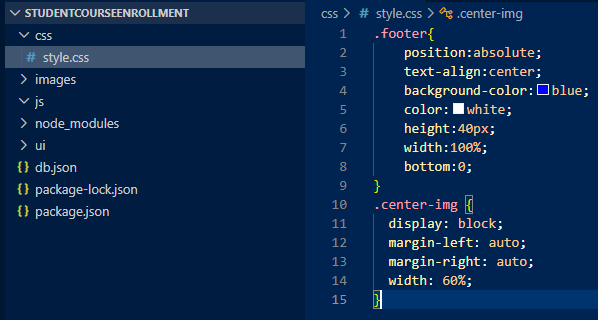 STUDENTCOURSEENROLLMENT
css
# style.css
images
js
node_modules
ui
{} db.json
{} package-lock.json
{} package.json
css > # style.css > .center-img
1 .footer{
2 position:absolute;
3 text-align:center;
4 background-color:blue;
5 color:white;
6 height:40px;
7 width:100%;
8 bottom:0;
9 }
10 .center-img {
11 display: block;
12 margin-left: auto;
13 margin-right: auto;
14 width: 60%;
15 }